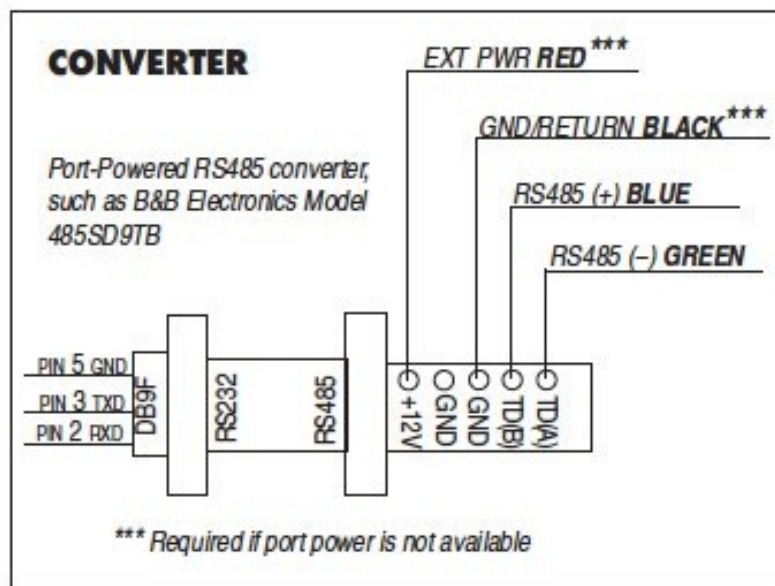 CONVERTER
EXT PWR RED***
GND/RETURN BLACK***
Port-Powered RS485 converter,
such as B&B Electronics Model
485SD9TB
RS485 (+) BLUE
RS485 (–) GREEN
PIN 5 GND
PIN 3 TXD
PIN 2 RXD
DB9F
RS232
RS485
+12V
GND
GND
TD(B)
TD(A)
*** Required if port power is not available